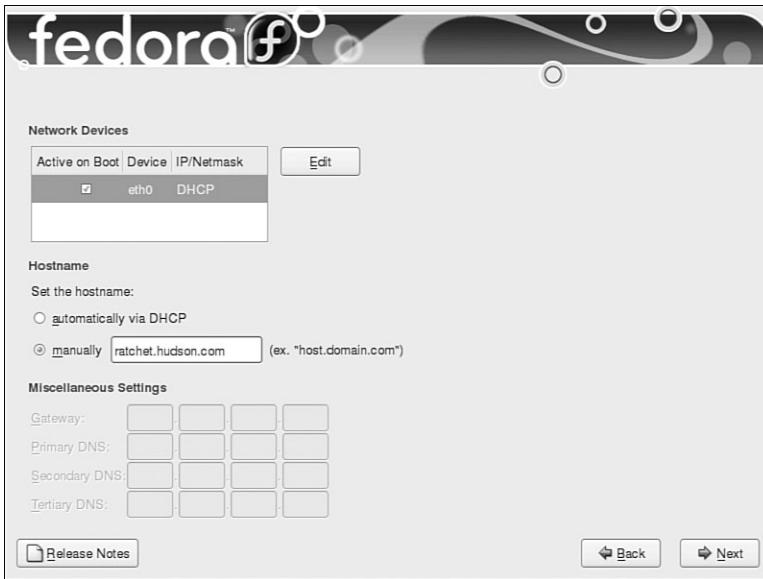 fedora™ f
Network Devices
Active on Boot Device IP/Netmask
eth0 DHCP
Edit
Hostname
Set the hostname:
automatically via DHCP
manually ratchet.hudson.com (ex. "host.domain.com")
Miscellaneous Settings
Gateway:
Primary DNS:
Secondary DNS:
Tertiary DNS:
Release Notes
Back
Next